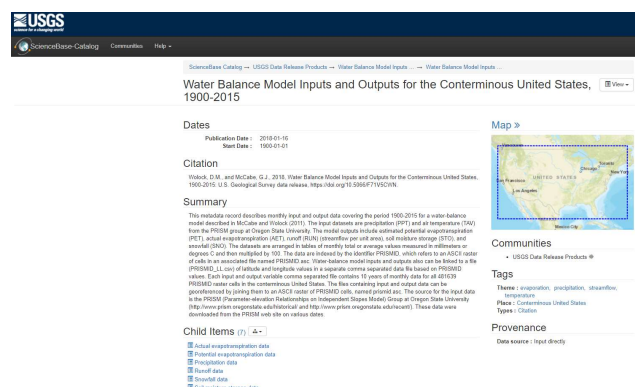 USGS
science for a changing world
ScienceBase-Catalog Communities Help
ScienceBase Catalog → USGS Data Release Products → Water Balance Model Inputs ... → Water Balance Model Inputs ...
Water Balance Model Inputs and Outputs for the Conterminous United States,
1900-2015
View
Dates
Publication Date : 2018-01-16
Start Date : 1900-01-01
Citation
Wolock, D.M., and McCabe, G.J., 2018, Water Balance Model Inputs and Outputs for the Conterminous United States,
1900-2015: U.S. Geological Survey data release, https://doi.org/10.5066/F71V5CWN.
Summary
This metadata record describes monthly input and output data covering the period 1900-2015 for a water-balance
model described in McCabe and Wolock (2011). The input datasets are precipitation (PPT) and air temperature (TAV)
from the PRISM group at Oregon State University. The model outputs include estimated potential evapotranspiration
(PET), actual evapotranspiration (AET), runoff (RUN) (streamflow per unit area), soil moisture storage (STO), and
snowfall (SNO). The datasets are arranged in tables of monthly total or average values measured in millimeters or
degrees C and then multiplied by 100. The data are indexed by the identifier PRISMID, which refers to an ASCII raster
of cells in an associated file named PRISMID.asc. Water-balance model inputs and outputs also can be linked to a file
(PRISMID_LL.csv) of latitude and longitude values in a separate comma separated data file based on PRISMID
values. Each input and output variable comma separated file contains 10 years of monthly data for all 481639
PRISMID raster cells in the conterminous United States. The files containing input and output data can be
georeferenced by joining them to an ASCII raster of PRISMID cells, named prismid.asc. The source for the input data
is the PRISM (Parameter-elevation Relationships on Independent Slopes Model) Group at Oregon State University
(http://www.prism.oregonstate.edu/historical/ and http://www.prism.oregonstate.edu/recent/). These data were
downloaded from the PRISM web site on various dates.
Child Items (7)
Actual evapotranspiration data
Potential evapotranspiration data
Precipitation data
Runoff data
Snowfall data
Map »
Vancouver
Toronto
Chicago
New York
San Francisco
UNITED STATES
Los Angeles
Mexico City
Communities
USGS Data Release Products
Tags
Theme : evaporation, precipitation, streamflow,
temperature
Place : Conterminous United States
Types : Citation
Provenance
Data source : Input directly